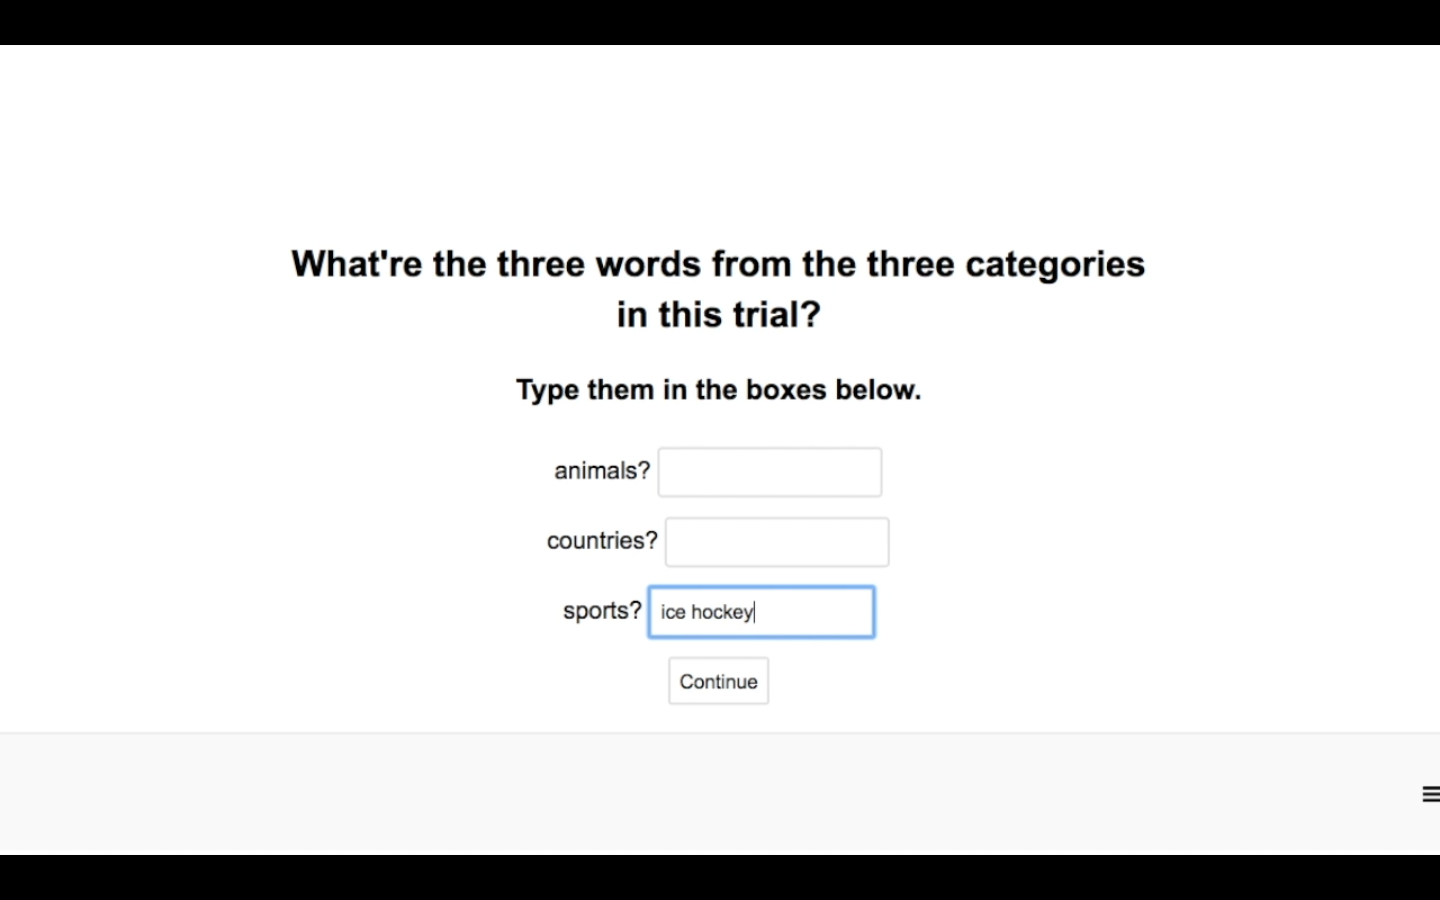 What're the three words from the three categories
in this trial?
Type them in the boxes below.
animals?
countries?
sports? ice hockey
Continue